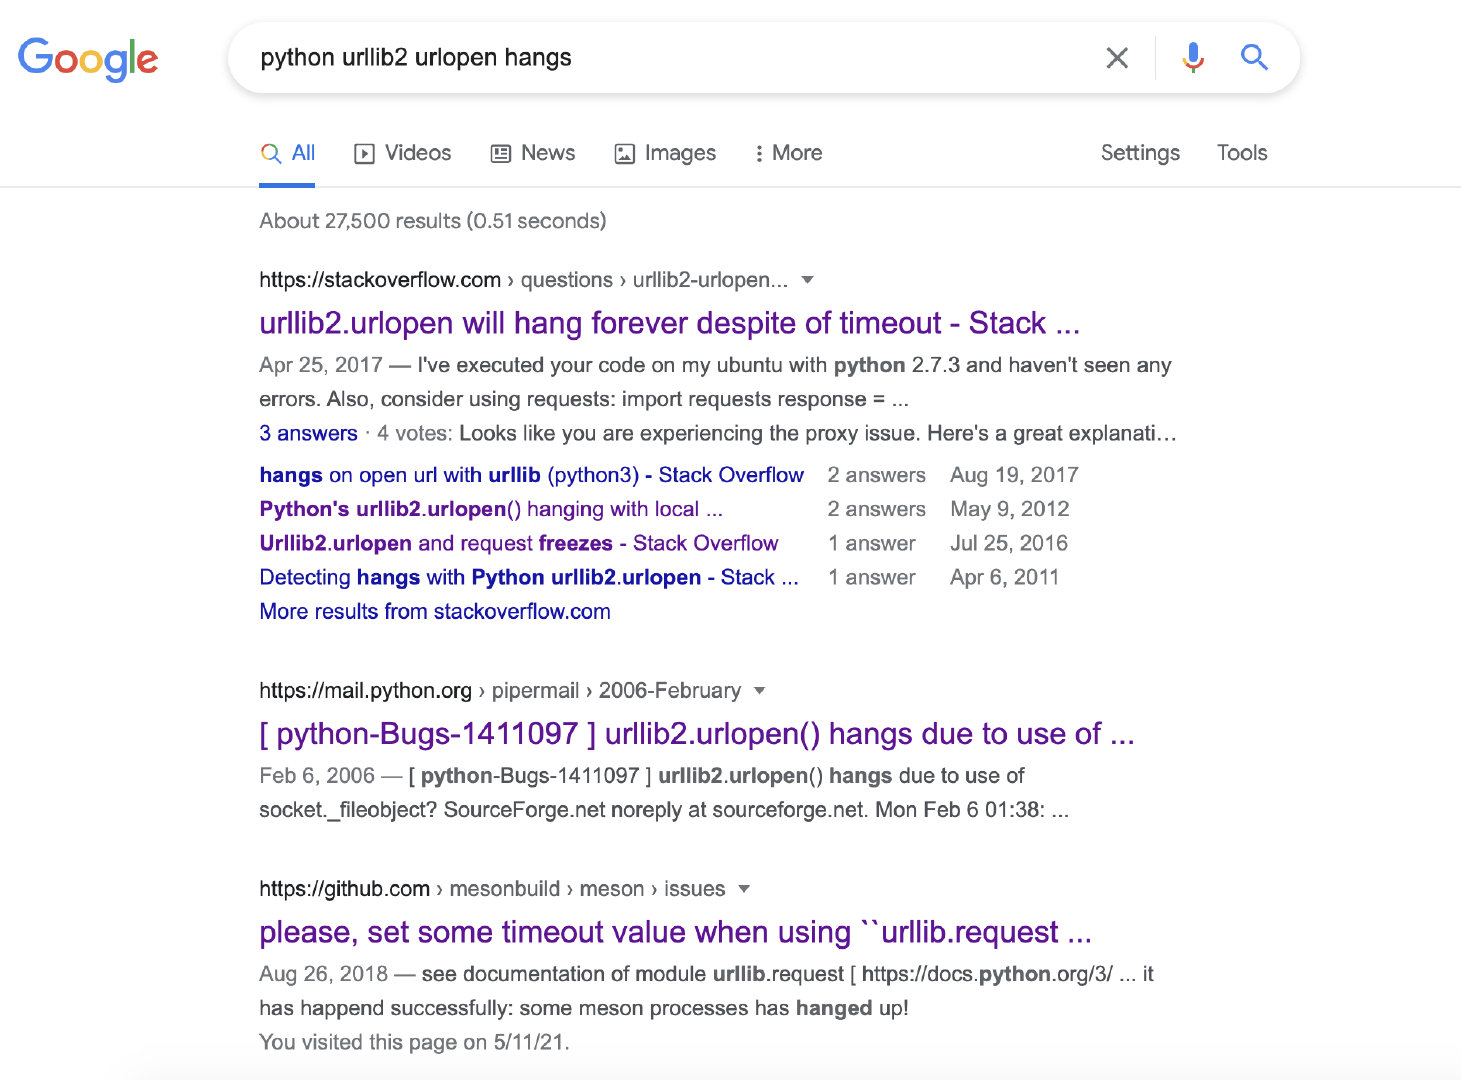 Google
python urllib2 urlopen hangs
All Videos News Images More Settings Tools
About 27,500 results (0.51 seconds)
https://stackoverflow.com › questions › urllib2-urlopen...
urllib2.urlopen will hang forever despite of timeout - Stack ...
Apr 25, 2017 — I've executed your code on my ubuntu with python 2.7.3 and haven't seen any
errors. Also, consider using requests: import requests response = ...
3 answers · 4 votes: Looks like you are experiencing the proxy issue. Here's a great explanati…
hangs on open url with urllib (python3) - Stack Overflow 2 answers Aug 19, 2017
Python's urllib2.urlopen() hanging with local ... 2 answers May 9, 2012
Urllib2.urlopen and request freezes - Stack Overflow 1 answer Jul 25, 2016
Detecting hangs with Python urllib2.urlopen - Stack ... 1 answer Apr 6, 2011
More results from stackoverflow.com
https://mail.python.org › pipermail › 2006-February
[ python-Bugs-1411097 ] urllib2.urlopen() hangs due to use of ...
Feb 6, 2006 — [ python-Bugs-1411097 ] urllib2.urlopen() hangs due to use of
socket._fileobject? SourceForge.net noreply at sourceforge.net. Mon Feb 6 01:38: ...
https://github.com › mesonbuild › meson › issues
please, set some timeout value when using ``urllib.request ...
Aug 26, 2018 — see documentation of module urllib.request [ https://docs.python.org/3/ ... it
has happend successfully: some meson processes has hanged up!
You visited this page on 5/11/21.